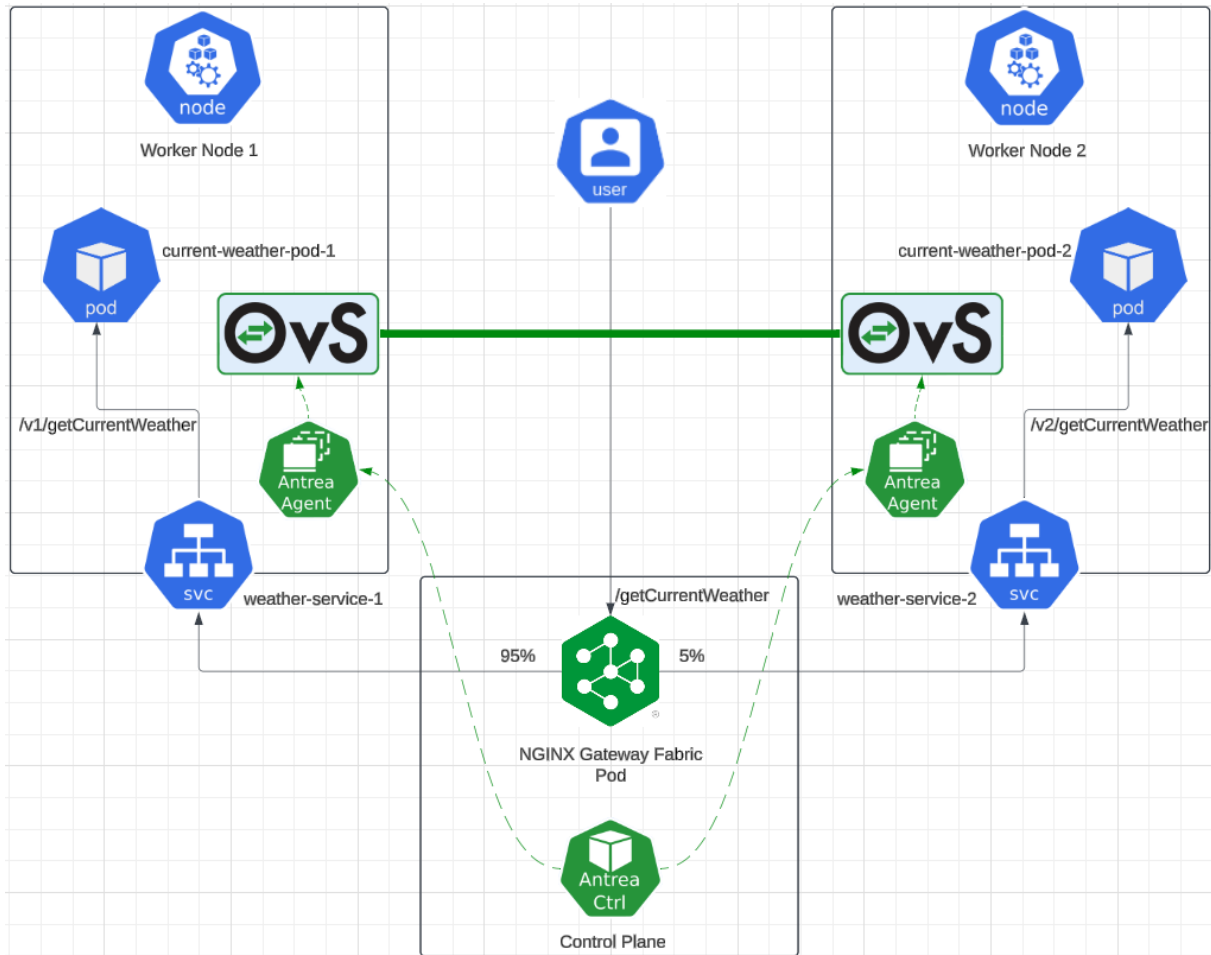 node
Worker Node 1
node
Worker Node 2
user
current-weather-pod-1
pod
current-weather-pod-2
pod
OvS
OvS
/v1/getCurrentWeather
/v2/getCurrentWeather
Antrea
Agent
Antrea
Agent
svc
weather-service-1
/getCurrentWeather
weather-service-2
svc
95%
5%
®
NGINX Gateway Fabric
Pod
Antrea
Ctrl
Control Plane